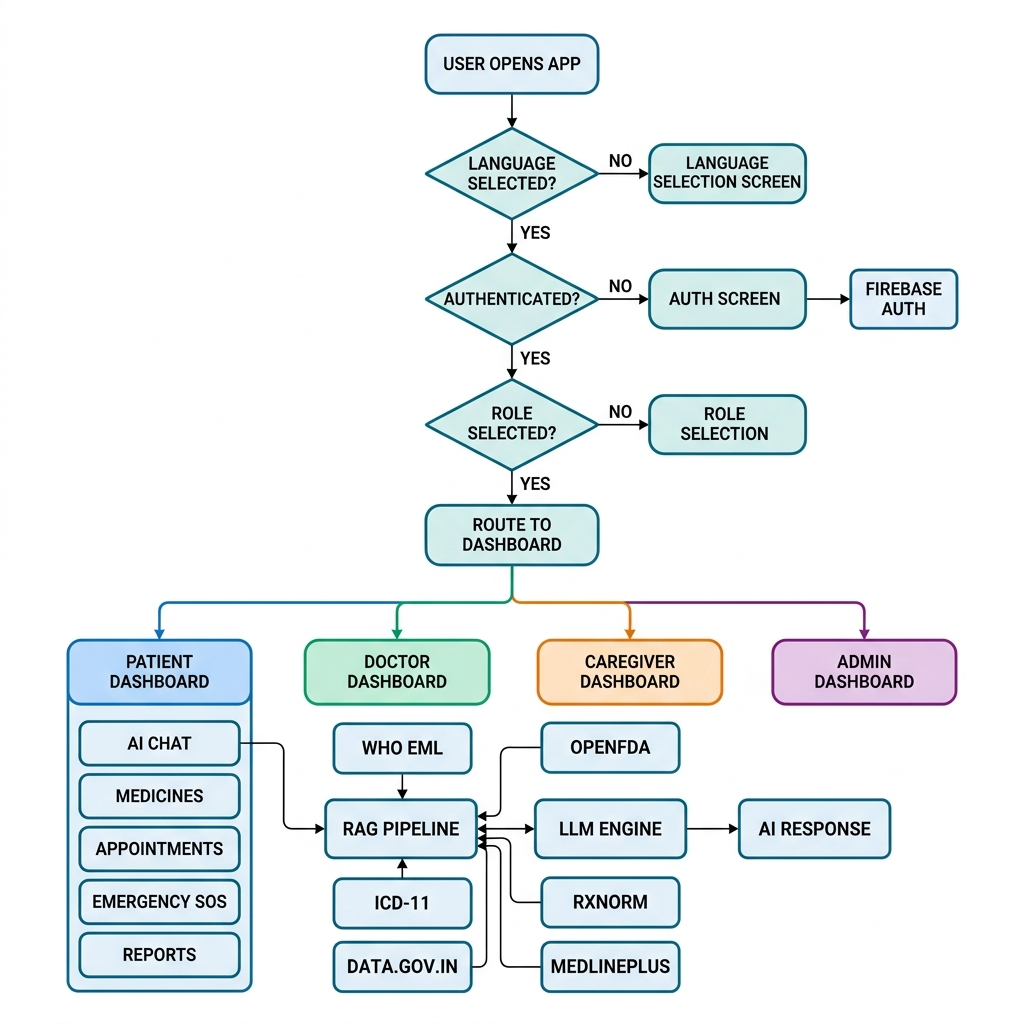 USER OPENS APP
LANGUAGE
SELECTED?
NO
LANGUAGE
SELECTION SCREEN
YES
AUTHENTICATED?
NO
AUTH SCREEN
FIREBASE
AUTH
YES
ROLE
SELECTED?
NO
ROLE
SELECTION
YES
ROUTE TO
DASHBOARD
PATIENT
DASHBOARD
DOCTOR
DASHBOARD
CAREGIVER
DASHBOARD
ADMIN
DASHBOARD
AI CHAT
MEDICINES
APPOINTMENTS
EMERGENCY SOS
REPORTS
WHO EML
OPENFDA
RAG PIPELINE
LLM ENGINE
AI RESPONSE
ICD-11
RXNORM
DATA.GOV.IN
MEDLINEPLUS